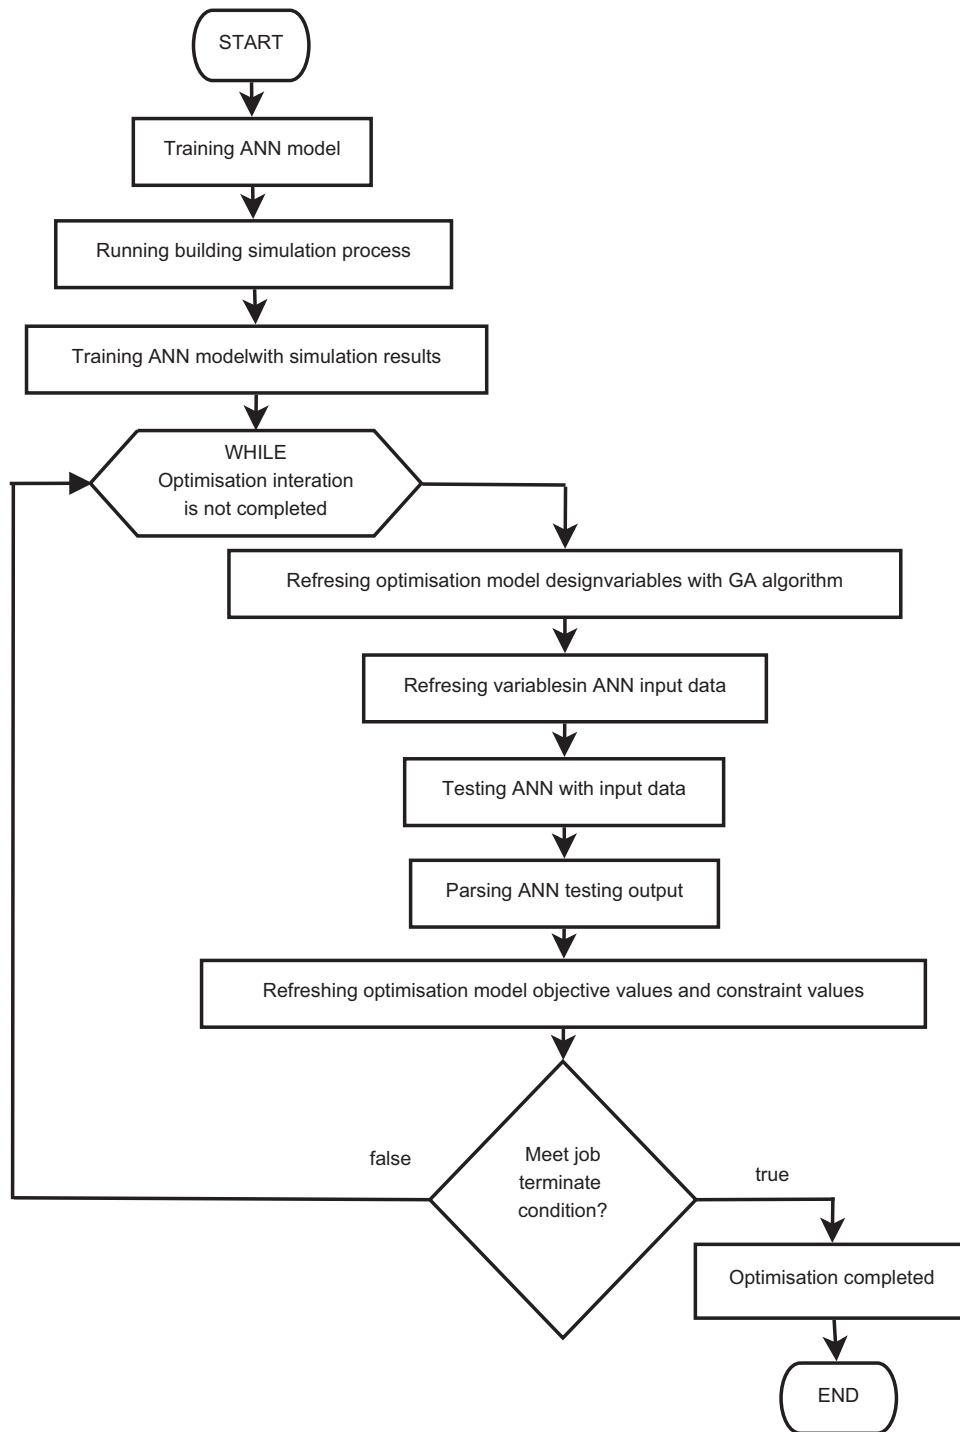 START
Training ANN model
Running building simulation process
Training ANN modelwith simulation results
WHILE
Optimisation interation
is not completed
Refresing optimisation model designvariables with GA algorithm
Refresing variablesin ANN input data
Testing ANN with input data
Parsing ANN testing output
Refreshing optimisation model objective values and constraint values
false
Meet job
terminate
condition?
true
Optimisation completed
END